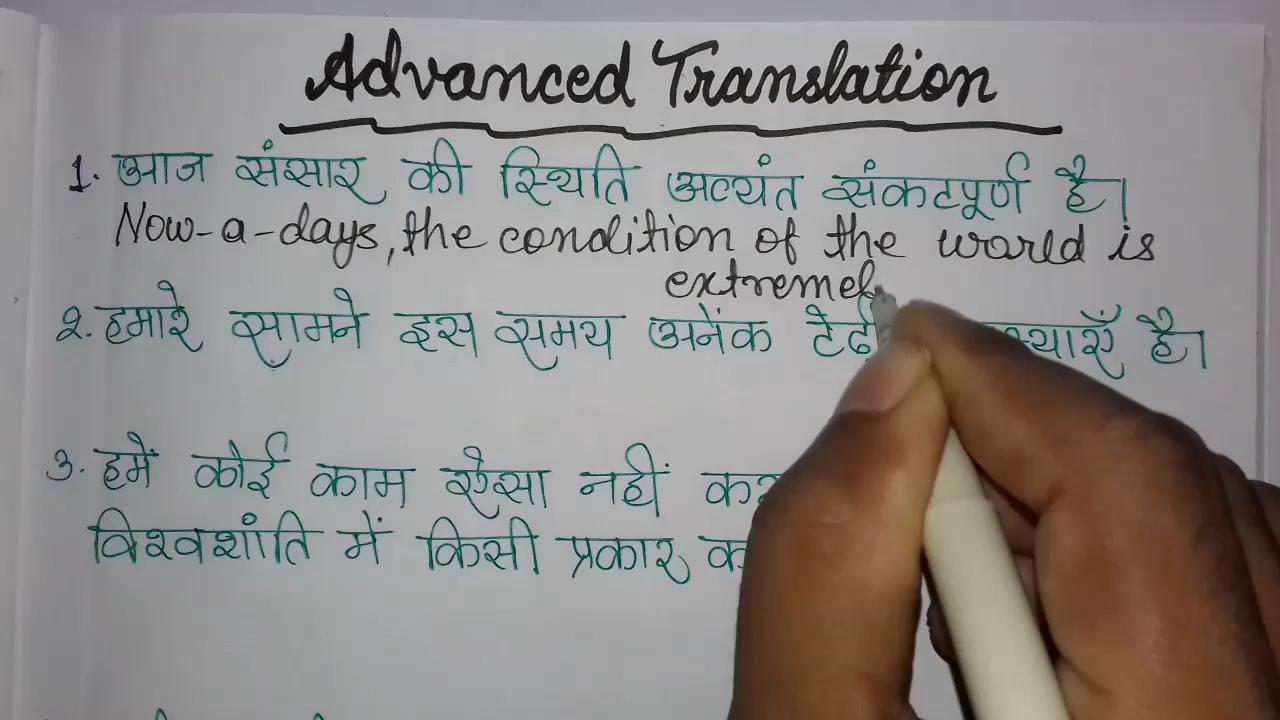 Advanced Translation
1. आज संसार की स्थिति अत्यंत संकटपूर्ण है।
Now-a-days, the condition of the world is
extremel
2. हमारे सामने इस समय अनेंक
है।
3. हमें कोई काम ऐसा नहीं
विश्वशांति में किसी प्रकार